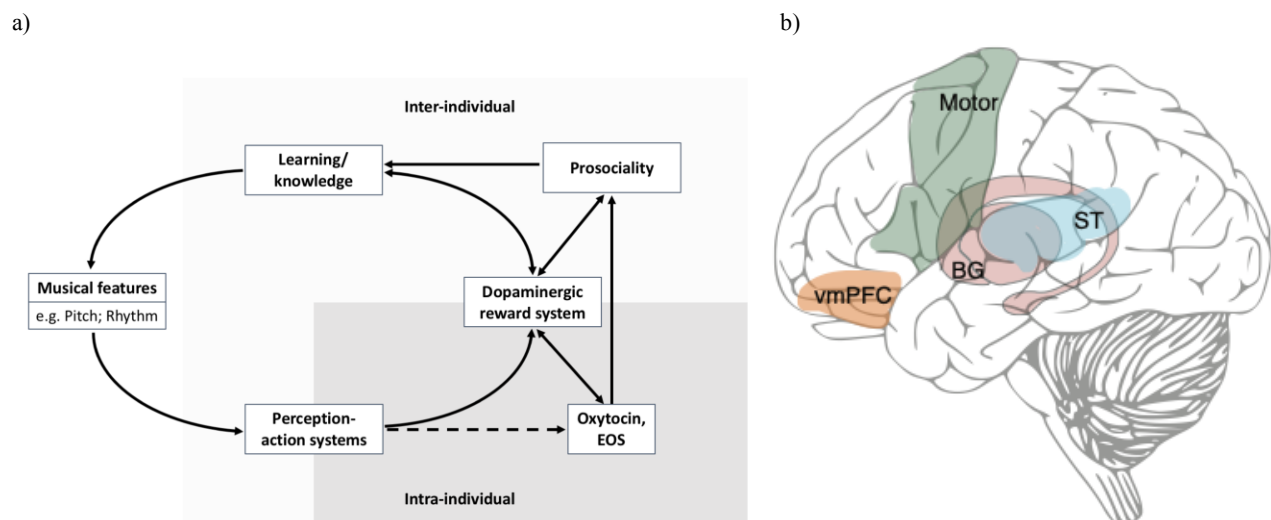 a)
Inter-individual
Learning/
knowledge
Prosociality
Musical features
e.g. Pitch; Rhythm
Dopaminergic
reward system
Perception-
action systems
Oxytocin,
EOS
Intra-individual
b)
Motor
ST
BG
vmPFC